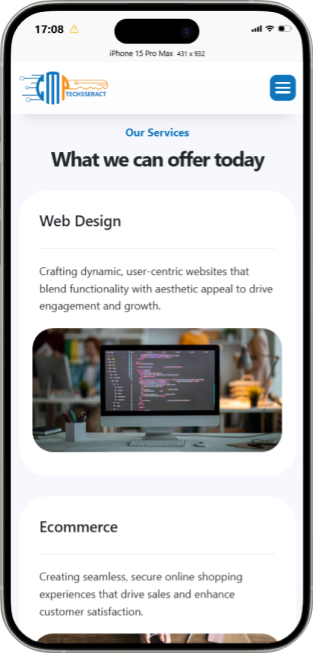 17:08
iPhone 15 Pro Max 431 x 932
CMP
TECHSSERACT
Our Services
What we can offer today
Web Design
Crafting dynamic, user-centric websites that
blend functionality with aesthetic appeal to drive
engagement and growth.
Ecommerce
Creating seamless, secure online shopping
experiences that drive sales and enhance
customer satisfaction.